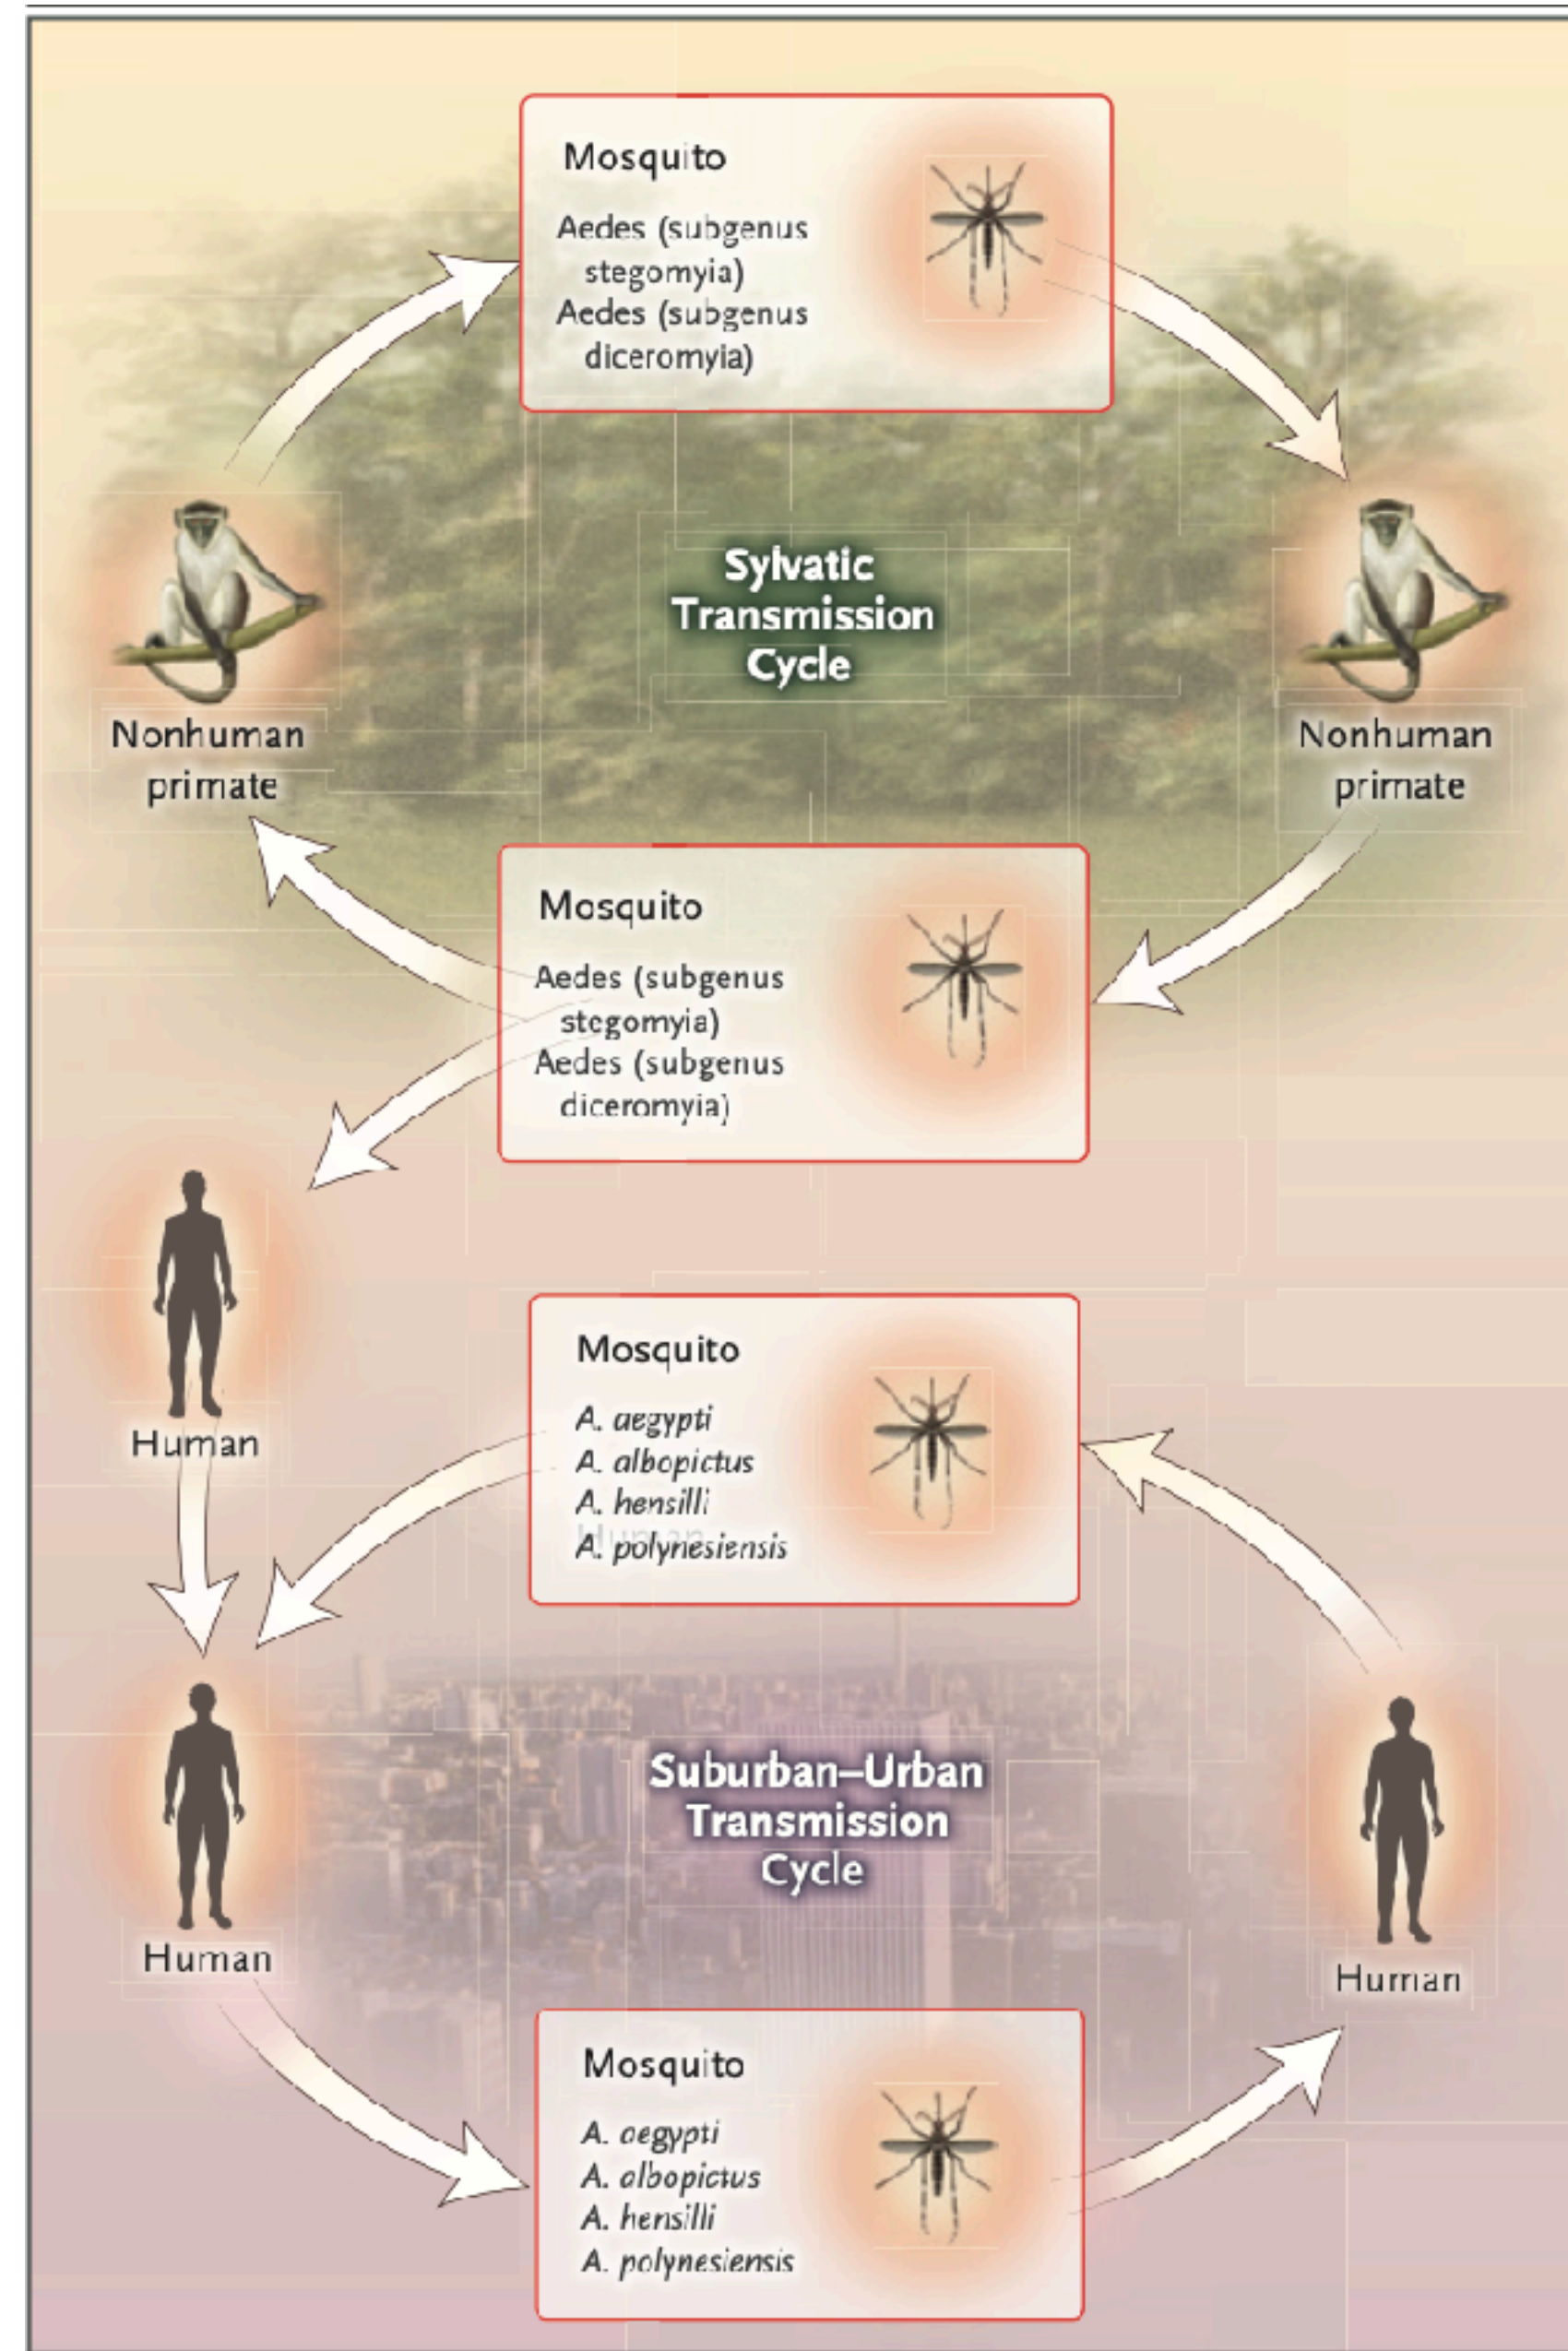 Mosquito
Aedes (subgenus
stegomyia)
Aedes (subgenus
diceromyia)
Sylvatic
Transmission
Cycle
Nonhuman
primate
Nonhuman
primate
Mosquito
Aedes (subgenus
stegomyia)
Aedes (subgenus
diceromyia)
Human
Mosquito
A. aegypti
A. albopictus
A. hensilli
Human
A. polynesiensis
Suburban–Urban
Transmission
Cycle
Human
Human
Mosquito
A. aegypti
A. albopictus
A. hensilli
A. polynesiensis